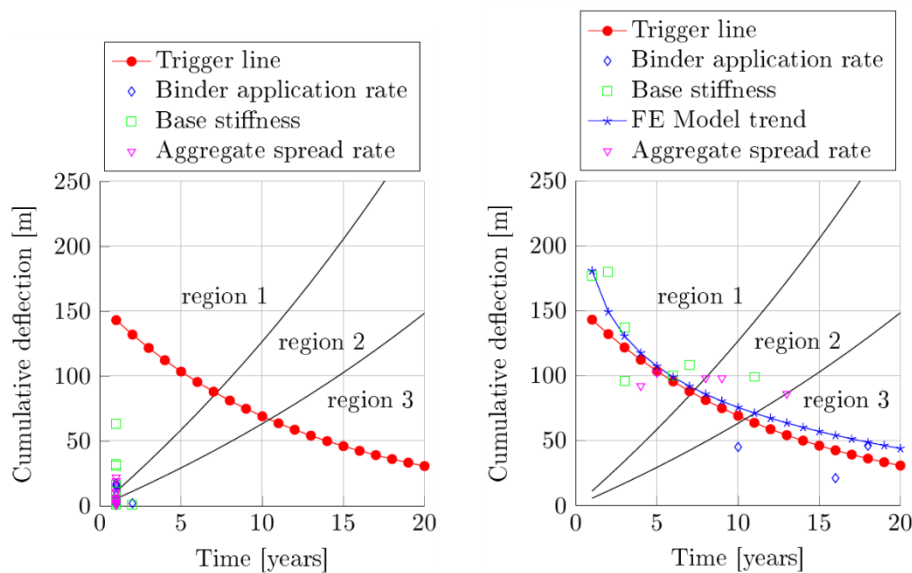 Trigger line
Binder application rate
Base stiffness
Aggregate spread rate
250
200
150
100
50
0
0
5
10
15
20
Cumulative deflection [m]
Time [years]
region 1
region 2
region 3
Trigger line
Binder application rate
Base stiffness
FE Model trend
Aggregate spread rate
250
200
150
100
50
0
0
5
10
15
20
Cumulative deflection [m]
Time [years]
region 1
region 2
region 3